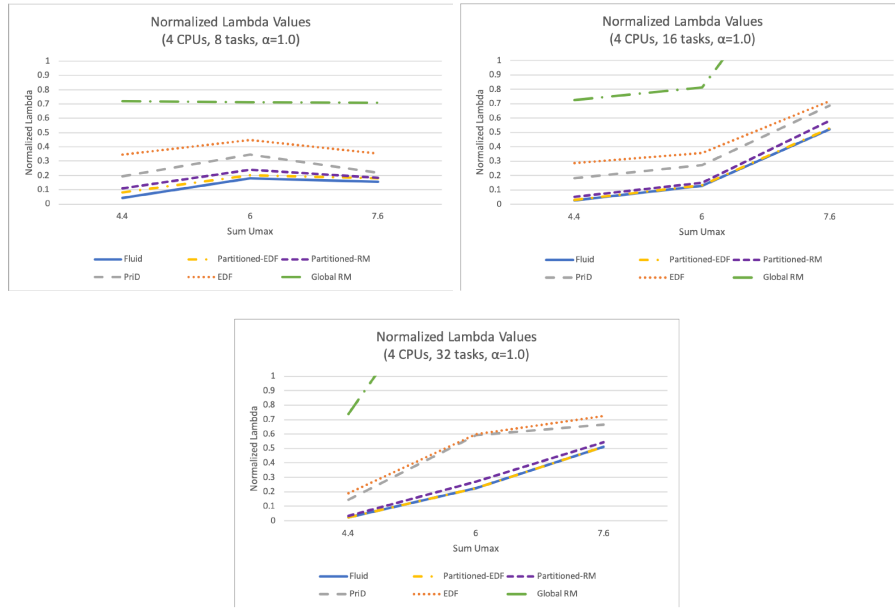 Normalized Lambda Values
(4 CPUs, 8 tasks, α=1.0)
Normalized Lambda
1
0.9
0.8
0.7
0.6
0.5
0.4
0.3
0.2
0.1
0
4.4
6
7.6
Sum Umax
Fluid
Partitioned-EDF
Partitioned-RM
PriD
EDF
Global RM
Normalized Lambda Values
(4 CPUs, 16 tasks, α=1.0)
Normalized Lambda
1
0.9
0.8
0.7
0.6
0.5
0.4
0.3
0.2
0.1
0
4.4
6
7.6
Sum Umax
Fluid
Partitioned-EDF
Partitioned-RM
PriD
EDF
Global RM
Normalized Lambda Values
(4 CPUs, 32 tasks, α=1.0)
Normalized Lambda
1
0.9
0.8
0.7
0.6
0.5
0.4
0.3
0.2
0.1
0
4.4
6
7.6
Sum Umax
Fluid
Partitioned-EDF
Partitioned-RM
PriD
EDF
Global RM